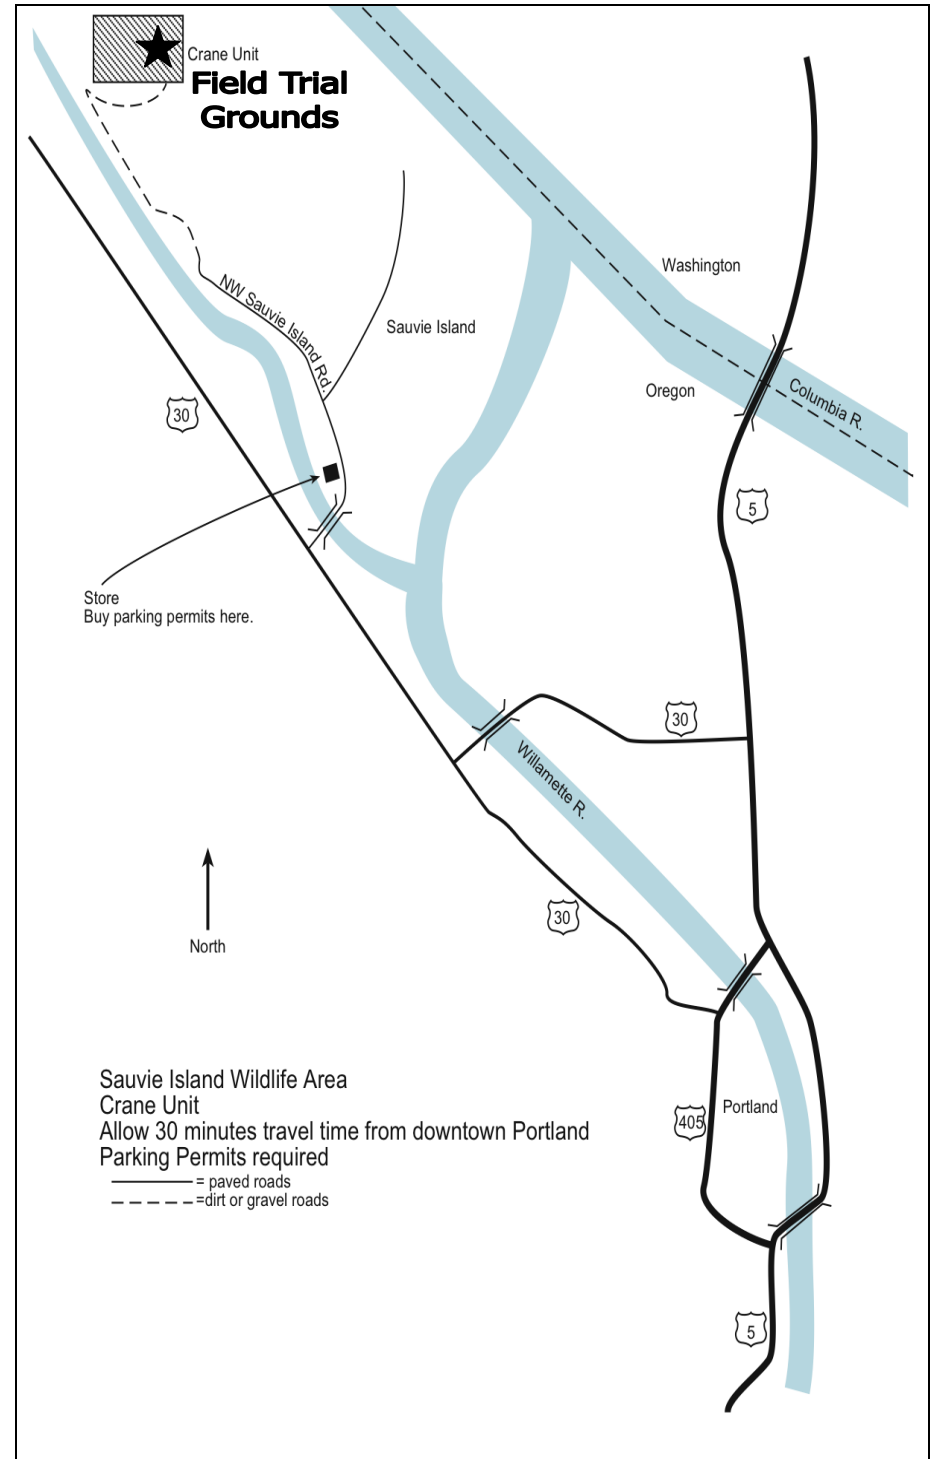 Crane Unit
Field Trial
Grounds
Washington
NW Sauvie Island Rd.
Sauvie Island
Oregon
Columbia R.
30
5
Store
Buy parking permits here.
30
Willamette R.
30
North
Sauvie Island Wildlife Area
Crane Unit
Allow 30 minutes travel time from downtown Portland
Parking Permits required
= paved roads
=dirt or gravel roads
Portland
405
5